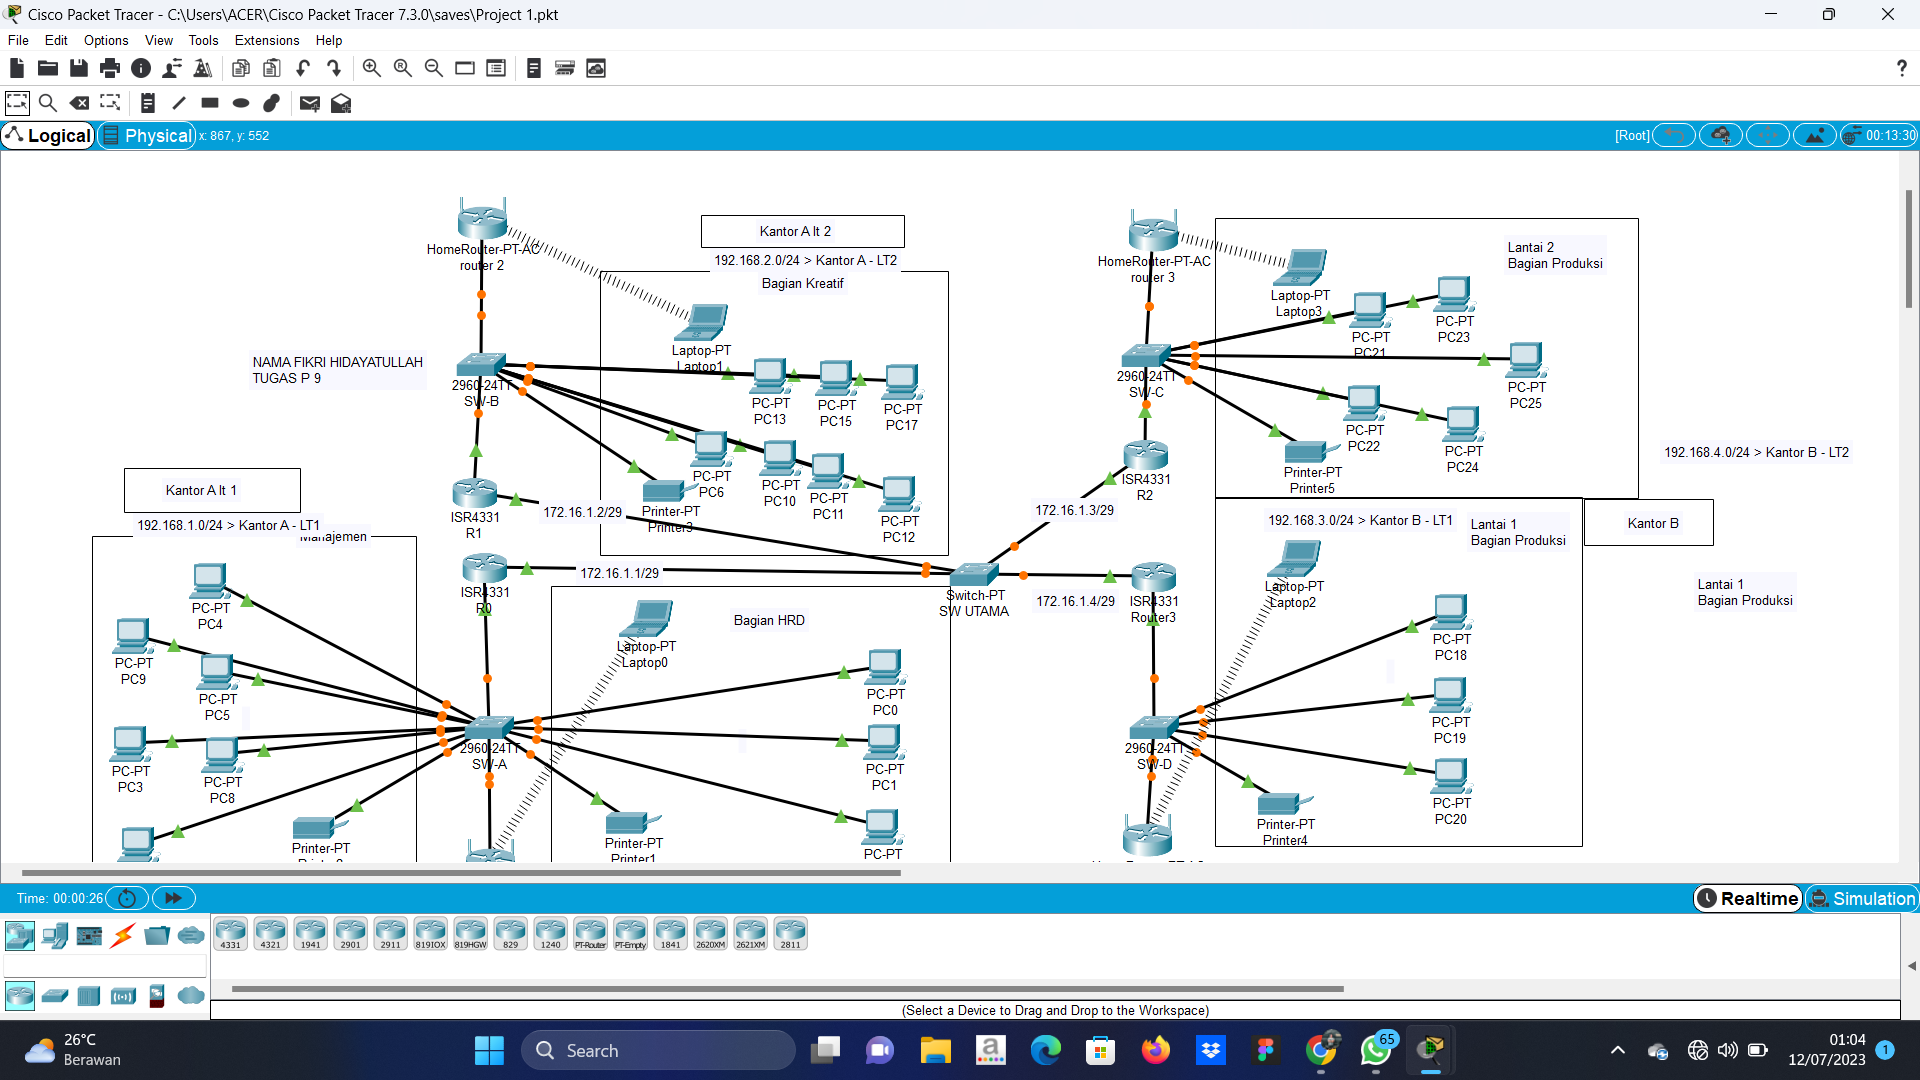 Cisco Packet Tracer - C:\Users\ACER\Cisco Packet Tracer 7.3.0\saves\Project 1.pkt
File Edit Options View Tools Extensions Help
Logical Physical x: 867, y: 552 [Root] 00:13:30
HomeRouter-PT-AC
router 2
Kantor A lt 2
192.168.2.0/24 > Kantor A - LT2
Bagian Kreatif
Laptop-PT
Laptop1
NAMA FIKRI HIDAYATULLAH
TUGAS P 9
2960-24TT
SW-B
PC-PT
PC13
PC-PT
PC15
PC-PT
PC17
PC-PT
PC6
PC-PT
PC10
PC-PT
PC11
PC-PT
PC12
Printer-PT
Printer3
ISR4331
R1
172.16.1.2/29
HomeRouter-PT-AC
router 3
Laptop-PT
Laptop3
Lantai 2
Bagian Produksi
PC-PT
PC21
PC-PT
PC23
PC-PT
PC25
2960-24TT
SW-C
PC-PT
PC22
PC-PT
PC24
Printer-PT
Printer5
ISR4331
R2
172.16.1.3/29
192.168.4.0/24 > Kantor B - LT2
Kantor A lt 1
192.168.1.0/24 > Kantor A - LT1
Manajemen
PC-PT
PC4
PC-PT
PC9
PC-PT
PC5
PC-PT
PC3
PC-PT
PC8
Printer-PT
ISR4331
R0
172.16.1.1/29
Switch-PT
SW UTAMA
172.16.1.4/29
ISR4331
Router3
2960-24TT
SW-A
Laptop-PT
Laptop0
Bagian HRD
PC-PT
PC0
PC-PT
PC1
PC-PT
Printer-PT
Printer1
192.168.3.0/24 > Kantor B - LT1
Lantai 1
Bagian Produksi
Kantor B
Lantai 1
Bagian Produksi
Laptop-PT
Laptop2
PC-PT
PC18
PC-PT
PC19
PC-PT
PC20
2960-24TT
SW-D
Printer-PT
Printer4
Time: 00:00:26 Realtime Simulation
4331 4321 1941 2901 2911 819IOX 819HGW 829 1240 PT-Router PT-Empty 1841 2620XM 2621XM 2811
(Select a Device to Drag and Drop to the Workspace)
26°C
Berawan
Search
65
01:04
12/07/2023
1